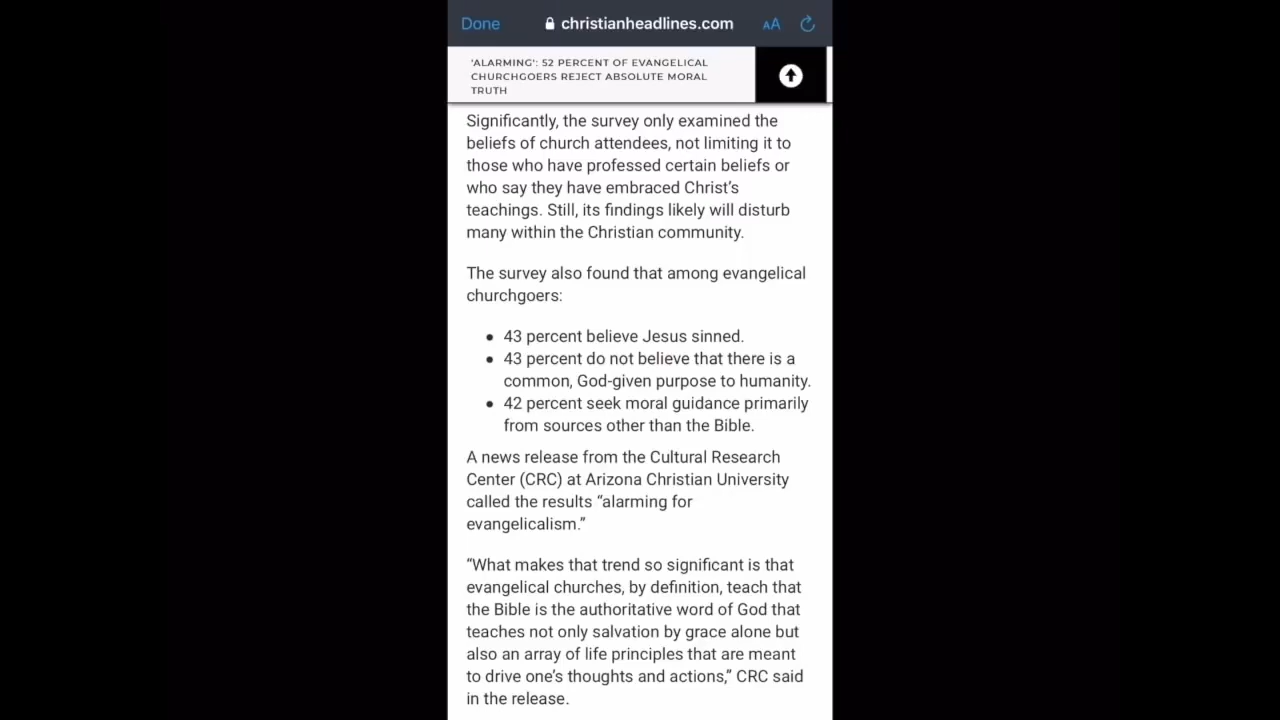 Done
christianheadlines.com
AA
'ALARMING': 52 PERCENT OF EVANGELICAL
CHURCHGOERS REJECT ABSOLUTE MORAL
TRUTH
Significantly, the survey only examined the
beliefs of church attendees, not limiting it to
those who have professed certain beliefs or
who say they have embraced Christ’s
teachings. Still, its findings likely will disturb
many within the Christian community.
The survey also found that among evangelical
churchgoers:
• 43 percent believe Jesus sinned.
• 43 percent do not believe that there is a
common, God-given purpose to humanity.
• 42 percent seek moral guidance primarily
from sources other than the Bible.
A news release from the Cultural Research
Center (CRC) at Arizona Christian University
called the results “alarming for
evangelicalism.”
“What makes that trend so significant is that
evangelical churches, by definition, teach that
the Bible is the authoritative word of God that
teaches not only salvation by grace alone but
also an array of life principles that are meant
to drive one’s thoughts and actions,” CRC said
in the release.